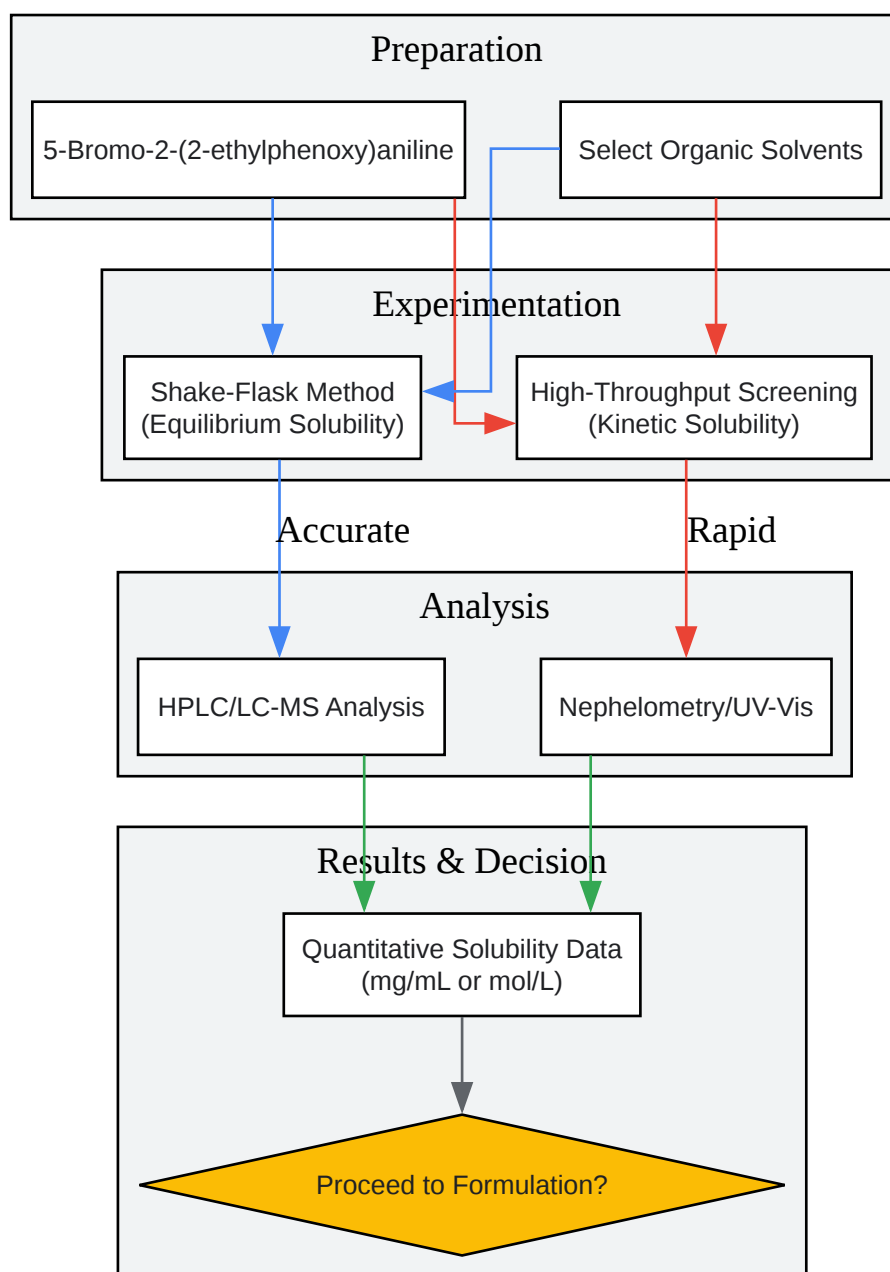 Preparation
5-Bromo-2-(2-ethylphenoxy)aniline
Select Organic Solvents
Experimentation
Shake-Flask Method
(Equilibrium Solubility)
High-Throughput Screening
(Kinetic Solubility)
Accurate
Rapid
Analysis
HPLC/LC-MS Analysis
Nephelometry/UV-Vis
Results & Decision
Quantitative Solubility Data
(mg/mL or mol/L)
Proceed to Formulation?